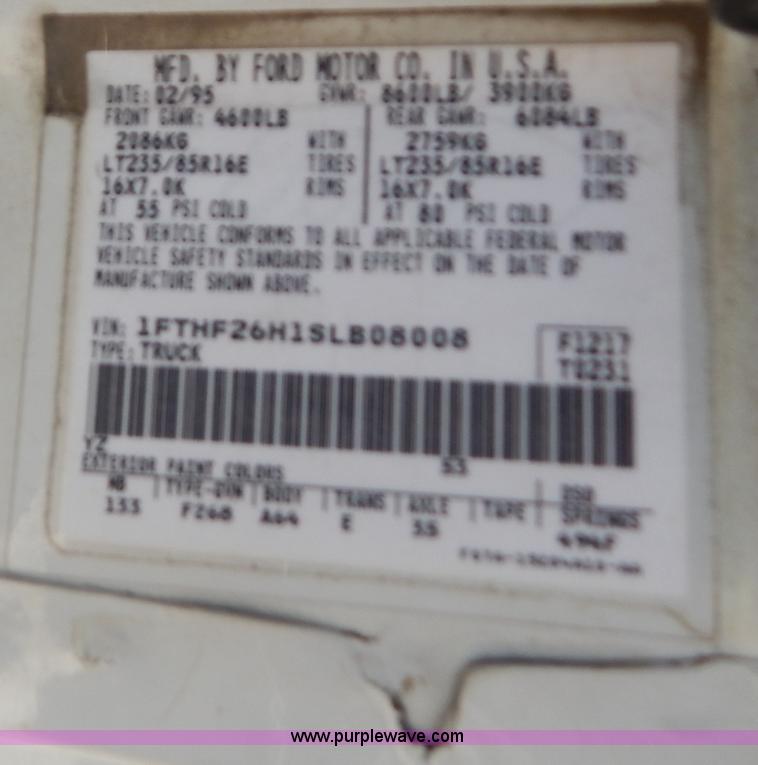 MFD. BY FORD MOTOR CO. IN U.S.A.
DATE: 02/95 GVWR: 8600LB/ 3900KG
FRONT GAWR: 4600LB REAR GAWR: 6084LB
2086KG WITH 2759KG WITH
LT235/85R16E TIRES LT235/85R16E TIRES
16X7.0K RIMS 16X7.0K RIMS
AT 55 PSI COLD AT 80 PSI COLD
THIS VEHICLE CONFORMS TO ALL APPLICABLE FEDERAL MOTOR
VEHICLE SAFETY STANDARDS IN EFFECT ON THE DATE OF
MANUFACTURE SHOWN ABOVE.
VIN: 1FTHF26H1SLB08008 F1217
TYPE: TRUCK T0231
YZ 53
EXTERIOR PAINT COLORS DSO
WB TYPE-GVW BODY TRANS AXLE TAPE SPRINGS
133 F268 A64 E 55
www.purplewave.com